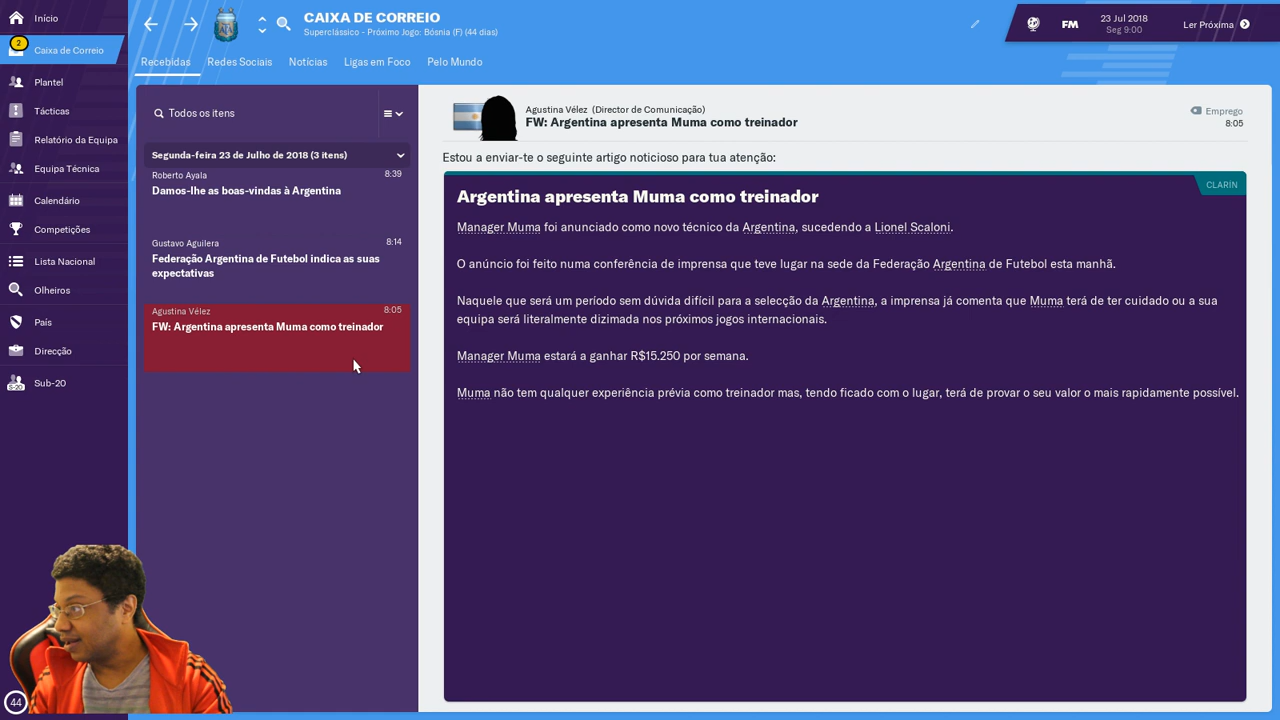 Início
2
Caixa de Correio
Plantel
Tácticas
Relatório da Equipa
Equipa Técnica
Calendário
Competições
Lista Nacional
Olheiros
País
Direcção
S-20
Sub-20
44
AFA
CAIXA DE CORREIO
Superclássico - Próximo Jogo: Bósnia (F) (44 dias)
FM
23 Jul 2018
Seg 9:00
Ler Próxima
Recebidas
Redes Sociais
Notícias
Ligas em Foco
Pelo Mundo
Todos os itens
Segunda-feira 23 de Julho de 2018 (3 itens)
Roberto Ayala 8:39
Damos-lhe as boas-vindas à Argentina
Gustavo Aguilera 8:14
Federação Argentina de Futebol indica as suas
expectativas
Agustina Vélez 8:05
FW: Argentina apresenta Muma como treinador
Agustina Vélez (Director de Comunicação)
FW: Argentina apresenta Muma como treinador
Emprego
8:05
Estou a enviar-te o seguinte artigo noticioso para tua atenção:
CLARÍN
Argentina apresenta Muma como treinador
Manager Muma foi anunciado como novo técnico da Argentina, sucedendo a Lionel Scaloni.
O anúncio foi feito numa conferência de imprensa que teve lugar na sede da Federação Argentina de Futebol esta manhã.
Naquele que será um período sem dúvida difícil para a selecção da Argentina, a imprensa já comenta que Muma terá de ter cuidado ou a sua
equipa será literalmente dizimada nos próximos jogos internacionais.
Manager Muma estará a ganhar R$15.250 por semana.
Muma não tem qualquer experiência prévia como treinador mas, tendo ficado com o lugar, terá de provar o seu valor o mais rapidamente possível.